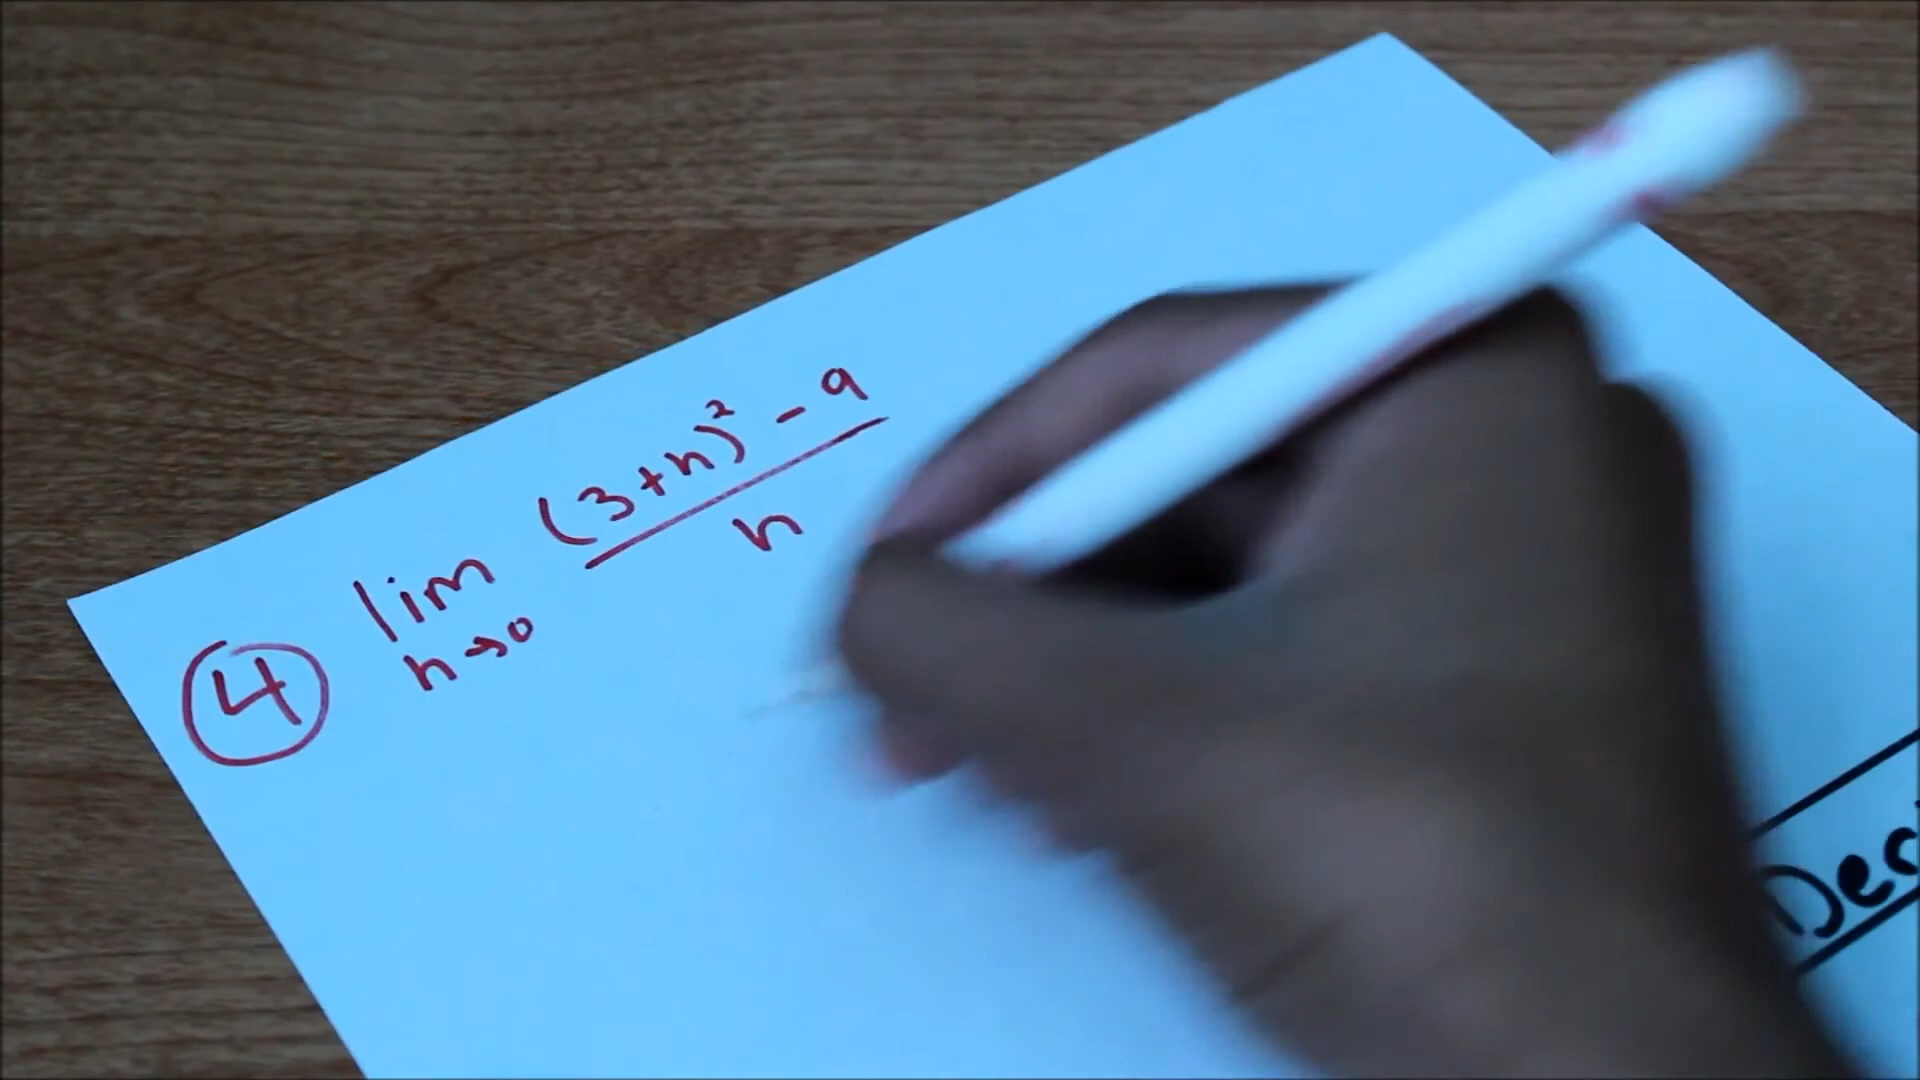 ④ lim h→0 ((3+h)² - 9) / h
Der